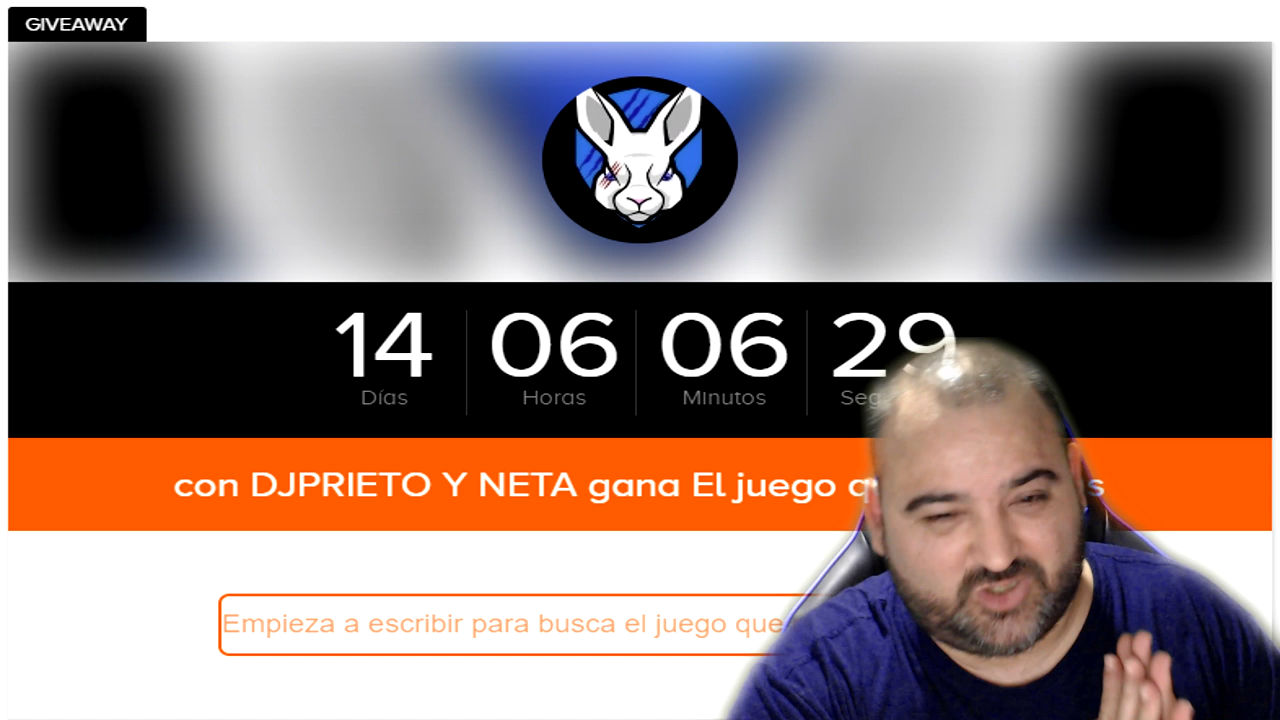 GIVEAWAY
14 06 06 29
Días Horas Minutos
con DJPRIETO Y NETA gana El juego
Empieza a escribir para busca el juego que